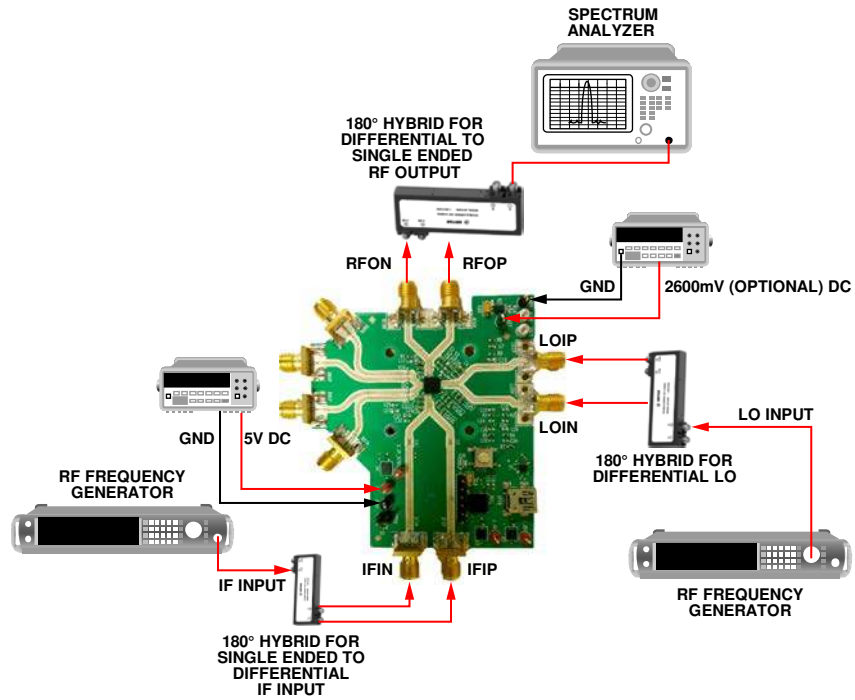 SPECTRUM
ANALYZER
180° HYBRID FOR
DIFFERENTIAL TO
SINGLE ENDED
RF OUTPUT
RFON
RFOP
GND
2600mV (OPTIONAL) DC
LOIP
LOIN
LO INPUT
180° HYBRID FOR
DIFFERENTIAL LO
GND
5V DC
RF FREQUENCY
GENERATOR
IF INPUT
IFIN
IFIP
180° HYBRID FOR
SINGLE ENDED TO
DIFFERENTIAL
IF INPUT
RF FREQUENCY
GENERATOR